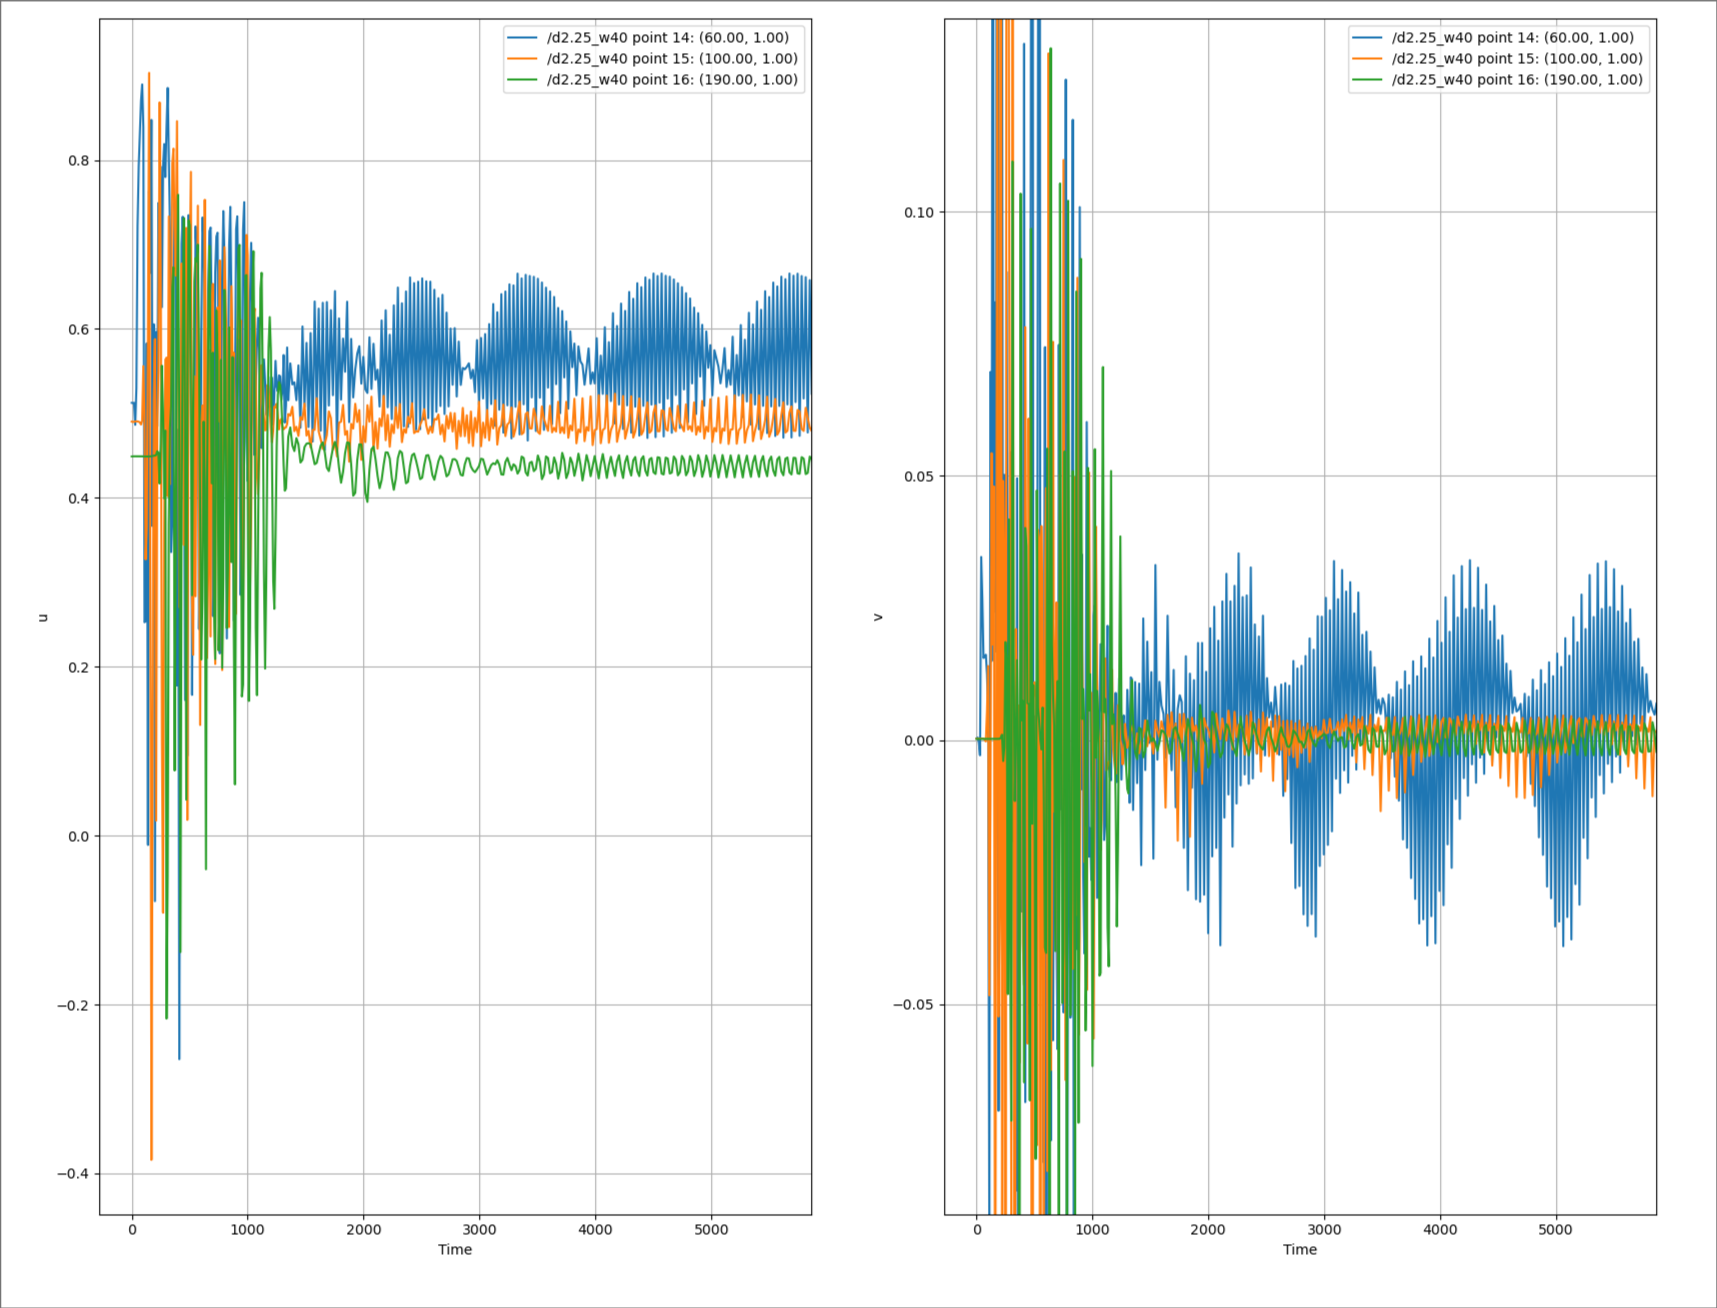 /d2.25_w40 point 14: (60.00, 1.00)
/d2.25_w40 point 15: (100.00, 1.00)
/d2.25_w40 point 16: (190.00, 1.00)
0.8
0.6
0.4
0.2
0.0
−0.2
−0.4
u
0 1000 2000 3000 4000 5000
Time
/d2.25_w40 point 14: (60.00, 1.00)
/d2.25_w40 point 15: (100.00, 1.00)
/d2.25_w40 point 16: (190.00, 1.00)
0.10
0.05
0.00
−0.05
v
0 1000 2000 3000 4000 5000
Time